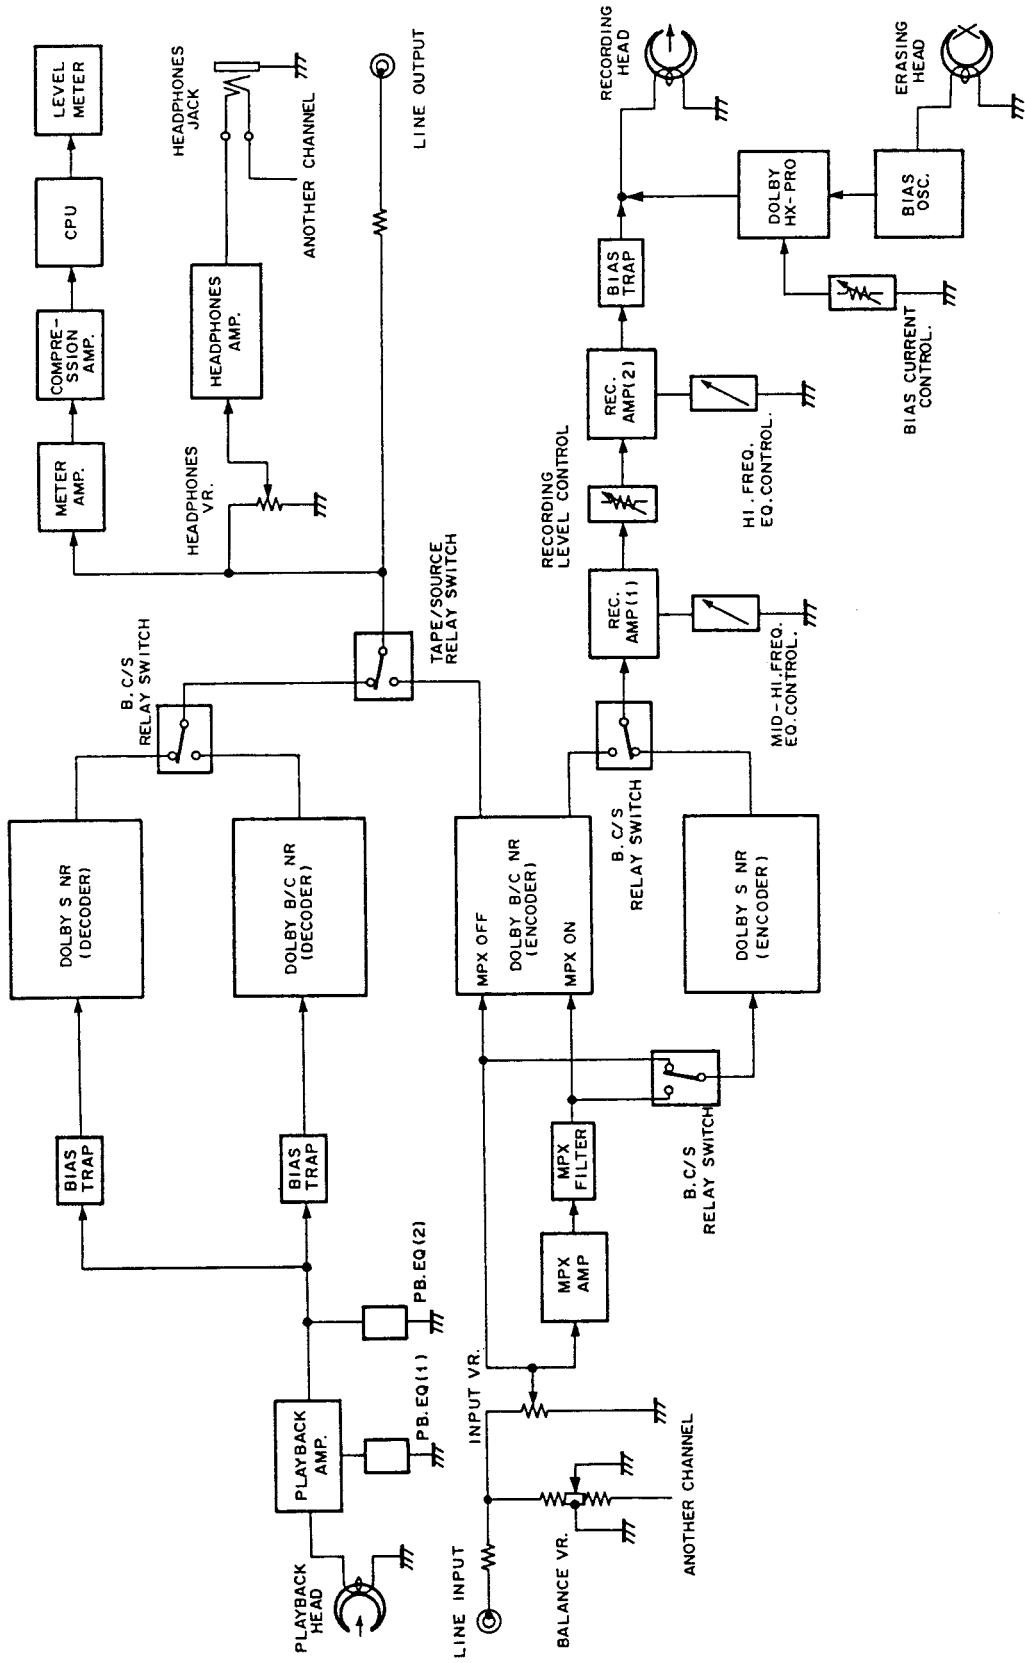 PLAYBACK
HEAD
PLAYBACK
AMP.
PB.EQ(1)
PB.EQ(2)
BIAS
TRAP
BIAS
TRAP
DOLBY S NR
(DECODER)
DOLBY B/C NR
(DECODER)
B.C/S
RELAY SWITCH
TAPE/SOURCE
RELAY SWITCH
METER
AMP.
COMPRE-
SSION
AMP.
CPU
LEVEL
METER
HEADPHONES
VR.
HEADPHONES
AMP.
HEADPHONES
JACK
ANOTHER CHANNEL
LINE OUTPUT
LINE INPUT
BALANCE VR.
ANOTHER CHANNEL
INPUT VR.
MPX
AMP
MPX
FILTER
B.C/S
RELAY SWITCH
MPX OFF
DOLBY B/C NR
(ENCODER)
MPX ON
DOLBY S NR
(ENCODER)
B.C/S
RELAY SWITCH
REC.
AMP(1)
MID-HI.FREQ.
EQ.CONTROL.
RECORDING
LEVEL CONTROL
REC.
AMP(2)
HI.FREQ.
EQ.CONTROL.
BIAS
TRAP
RECORDING
HEAD
DOLBY
HX-PRO
BIAS
OSC.
BIAS CURRENT
CONTROL.
ERASING
HEAD